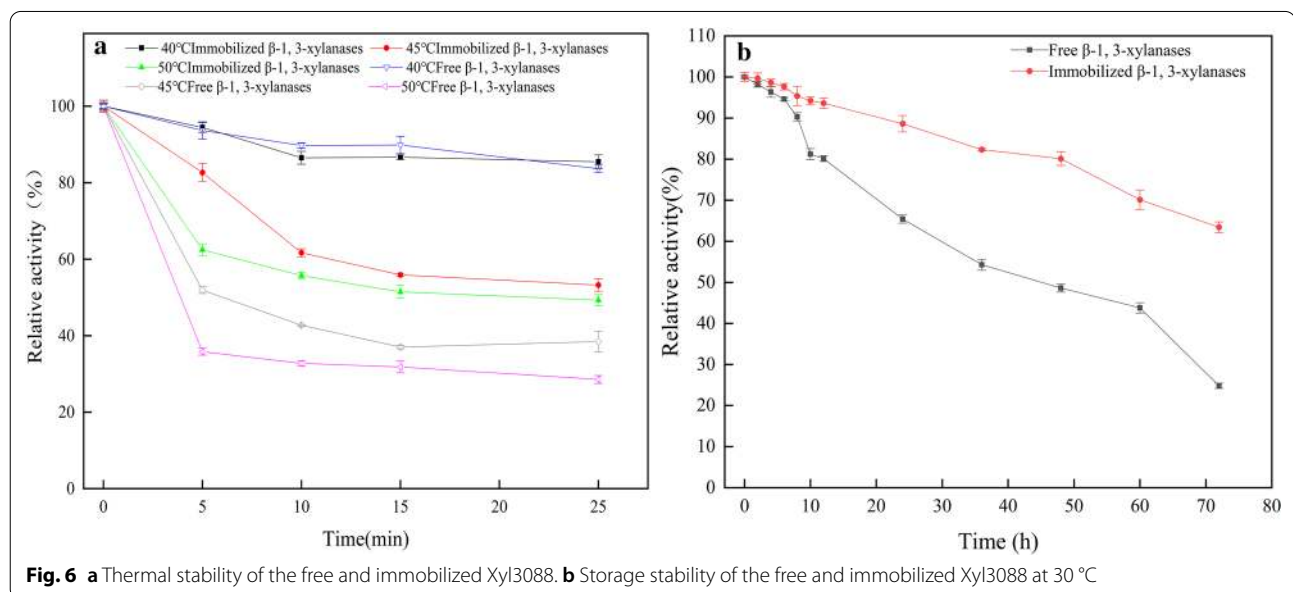 a
40℃Immobilized β-1, 3-xylanases
45℃Immobilized β-1, 3-xylanases
50℃Immobilized β-1, 3-xylanases
40℃Free β-1, 3-xylanases
45℃Free β-1, 3-xylanases
50℃Free β-1, 3-xylanases
Relative activity (%)
100
80
60
40
20
0
0 5 10 15 20 25
Time(min)
b
Free β-1, 3-xylanases
Immobilized β-1, 3-xylanases
Relative activity(%)
110
100
90
80
70
60
50
40
30
20
10
0
0 10 20 30 40 50 60 70 80
Time (h)
Fig. 6 a Thermal stability of the free and immobilized Xyl3088. b Storage stability of the free and immobilized Xyl3088 at 30 °C